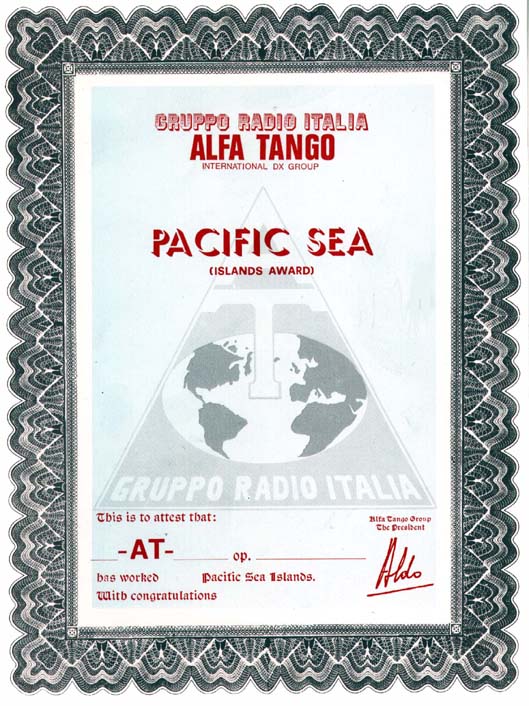 GRUPPO RADIO ITALIA
ALFA TANGO
INTERNATIONAL DX GROUP
PACIFIC SEA
(ISLANDS AWARD)
T
GRUPPO RADIO ITALIA
This is to attest that:
Alfa Tango Group
The President
-AT- op.
Aldo
has worked Pacific Sea Islands.
With congratulations